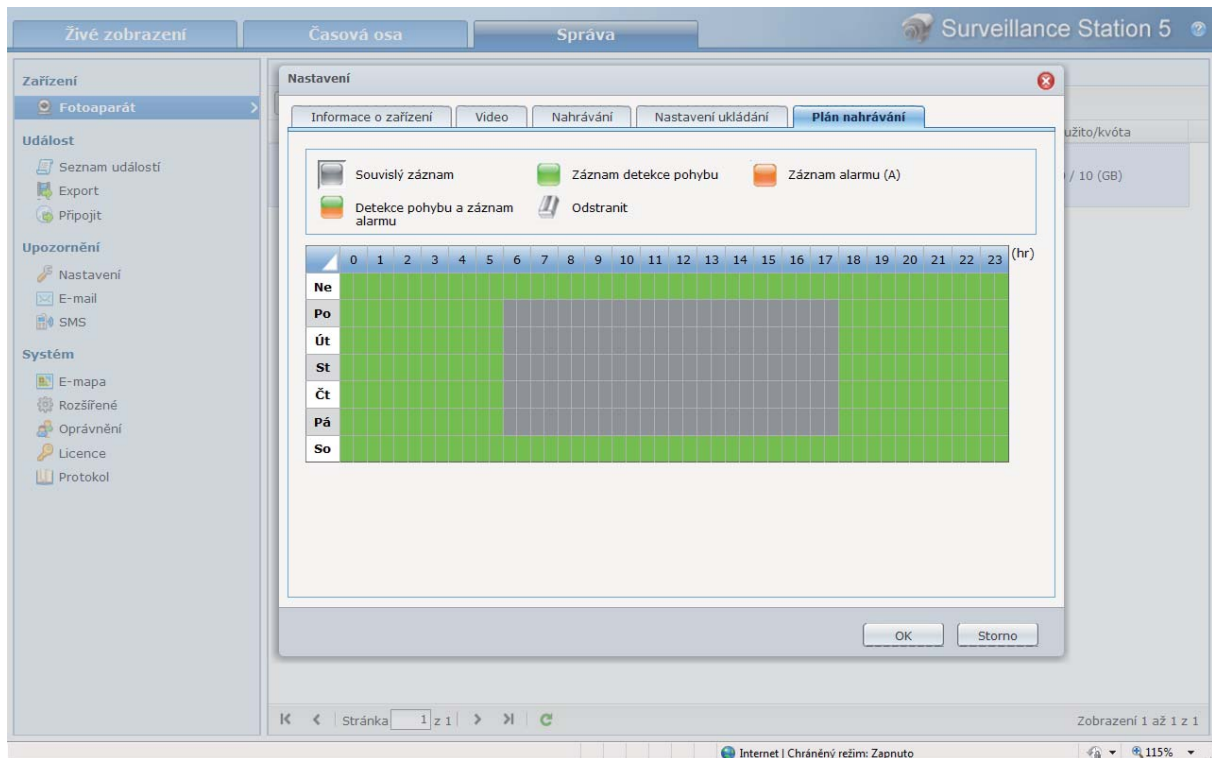 Živé zobrazení
Časová osa
Správa
Surveillance Station 5
Zařízení
Fotoaparát
Událost
Seznam událostí
Export
Připojit
Upozornění
Nastavení
E-mail
SMS
Systém
E-mapa
Rozšířené
Oprávnění
Licence
Protokol
Nastavení
Informace o zařízení
Video
Nahrávání
Nastavení ukládání
Plán nahrávání
Souvislý záznam
Záznam detekce pohybu
Záznam alarmu (A)
Detekce pohybu a záznam
alarmu
Odstranit
0 1 2 3 4 5 6 7 8 9 10 11 12 13 14 15 16 17 18 19 20 21 22 23 (hr)
Ne
Po
Út
St
Čt
Pá
So
OK
Storno
/ 10 (GB)
Stránka 1 z 1
Zobrazení 1 až 1 z 1
Internet | Chráněný režim: Zapnuto
115%